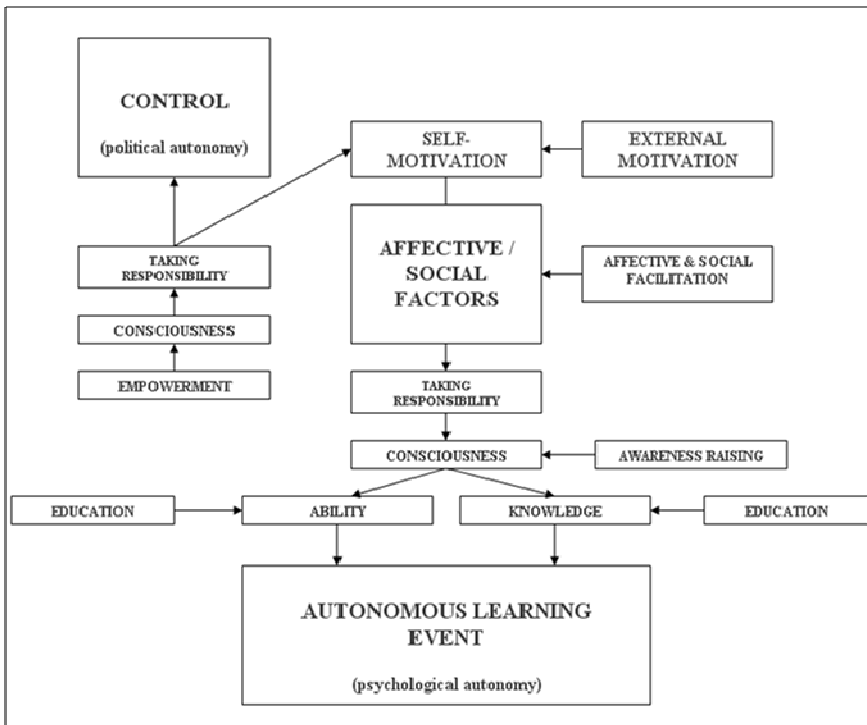 CONTROL
(political autonomy)
SELF-
MOTIVATION
EXTERNAL
MOTIVATION
TAKING
RESPONSIBILITY
AFFECTIVE /
SOCIAL
FACTORS
AFFECTIVE & SOCIAL
FACILITATION
CONSCIOUSNESS
EMPOWERMENT
TAKING
RESPONSIBILITY
CONSCIOUSNESS
AWARENESS RAISING
EDUCATION
ABILITY
KNOWLEDGE
EDUCATION
AUTONOMOUS LEARNING
EVENT
(psychological autonomy)